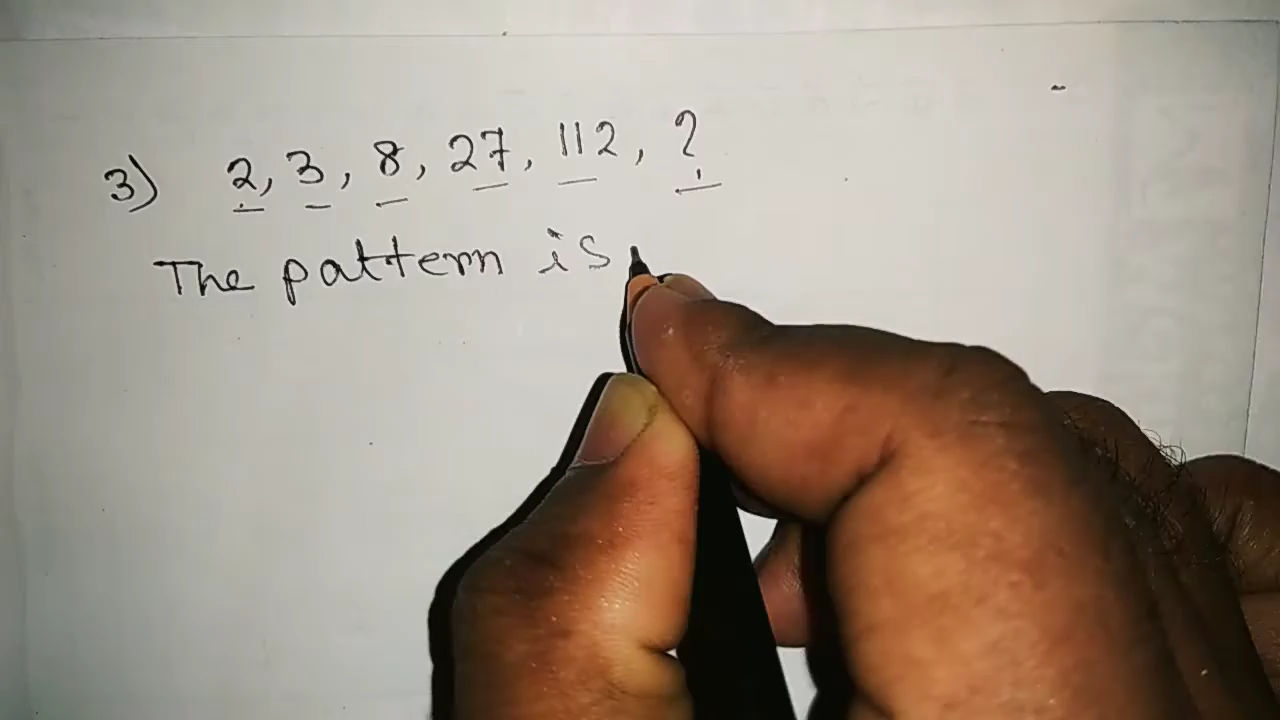 3) 2, 3, 8, 27, 112, ?
The pattern is